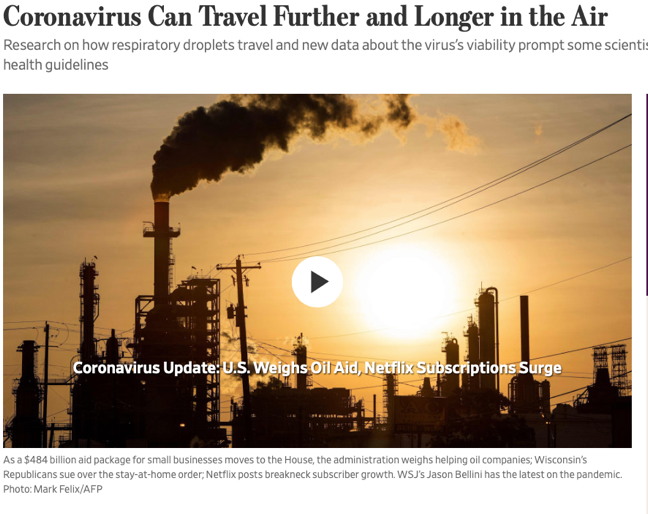 Coronavirus Can Travel Further and Longer in the Air
Research on how respiratory droplets travel and new data about the virus's viability prompt some
health guidelines
Coronavirus Update: U.S. Weighs Oil Aid, Netflix Subscriptions Surge
As a $484 billion aid package for small businesses moves to the House, the administration weighs helping oil companies; Wisconsin's
Republicans sue over the stay-at-home order; Netflix posts breakneck subscriber growth. WSJ's Jason Bellini has the latest on the pandemic.
Photo: Mark Felix/AFP